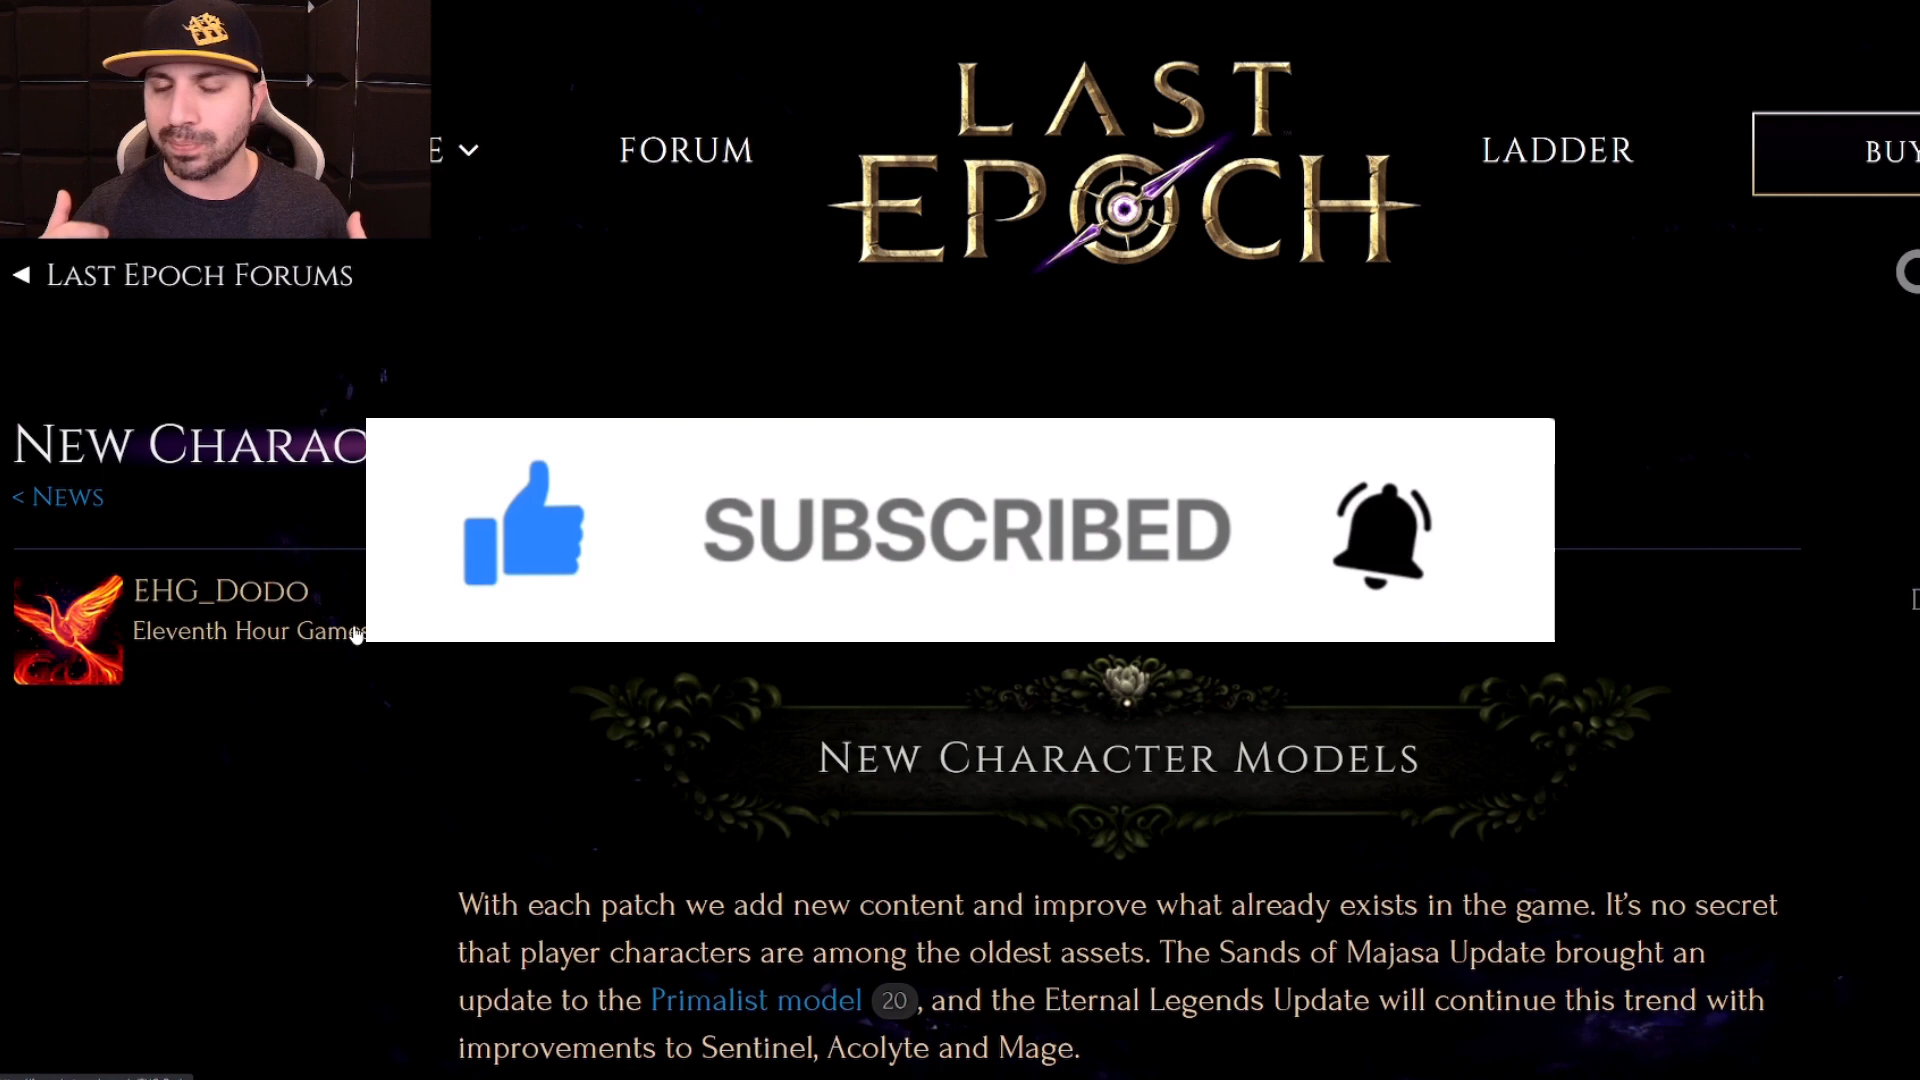 E
FORUM
LAST
EPOCH
LADDER
BUY
Last Epoch Forums
New Charac
< News
SUBSCRIBED
EHG_Dodo
Eleventh Hour Games
New Character Models
With each patch we add new content and improve what already exists in the game. It's no secret
that player characters are among the oldest assets. The Sands of Majasa Update brought an
update to the Primalist model 20, and the Eternal Legends Update will continue this trend with
improvements to Sentinel, Acolyte and Mage.